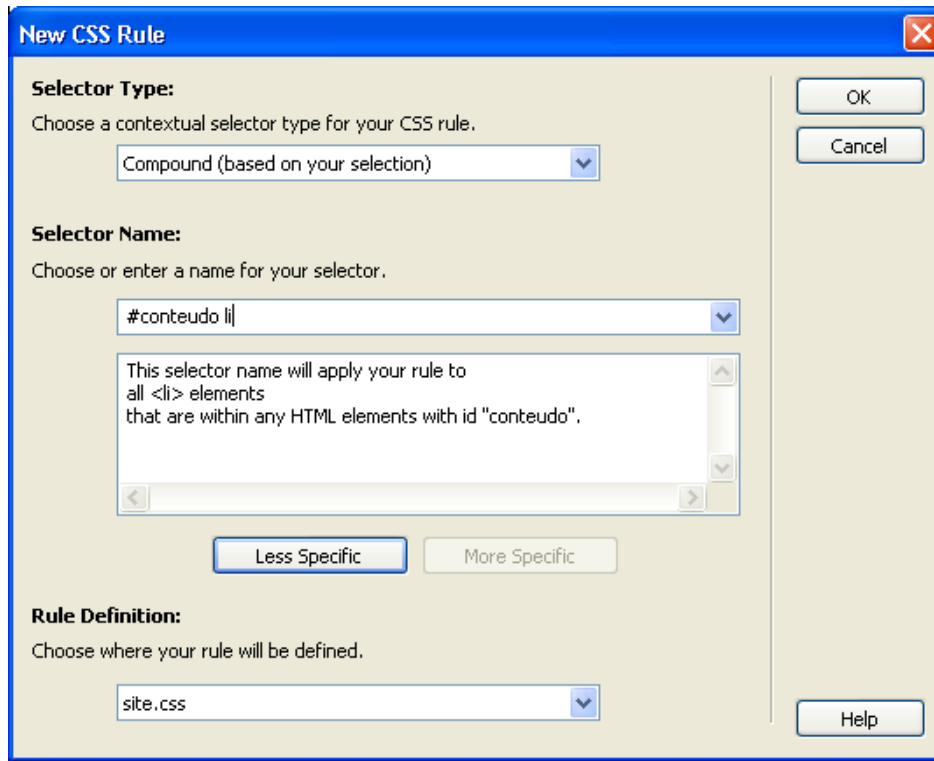 New CSS Rule
Selector Type:
Choose a contextual selector type for your CSS rule.
Compound (based on your selection)
Selector Name:
Choose or enter a name for your selector.
#conteudo li
This selector name will apply your rule to
all <li> elements
that are within any HTML elements with id "conteudo".
Less Specific
More Specific
Rule Definition:
Choose where your rule will be defined.
site.css
OK
Cancel
Help